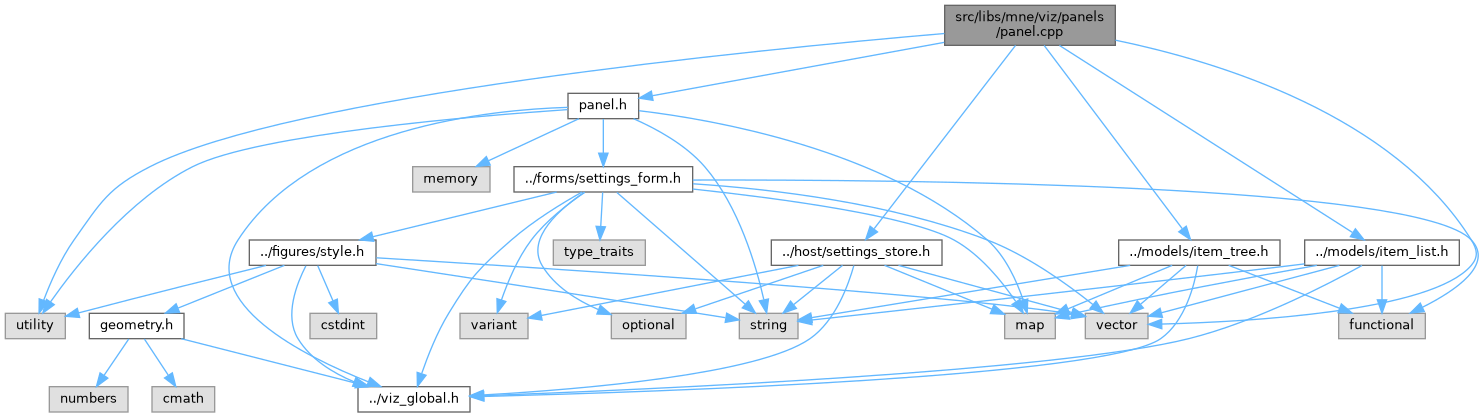 src/libs/mne/viz/panels
/panel.cpp
panel.h
memory
../forms/settings_form.h
../figures/style.h
type_traits
../host/settings_store.h
../models/item_tree.h
../models/item_list.h
utility
geometry.h
cstdint
variant
optional
string
map
vector
functional
numbers
cmath
../viz_global.h